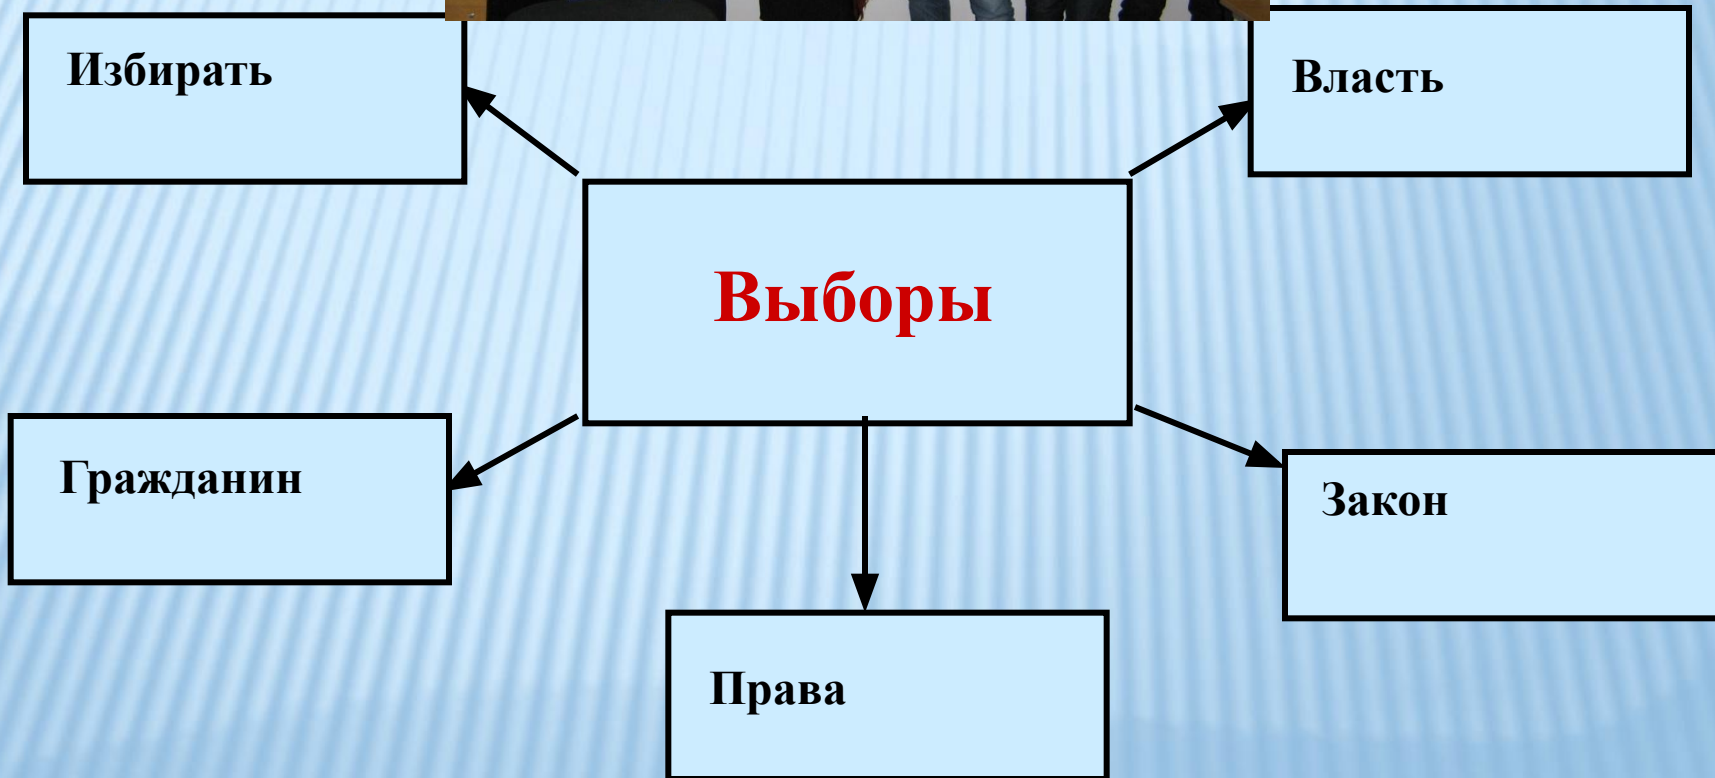 Избирать
Власть
Выборы
Гражданин
Закон
Права